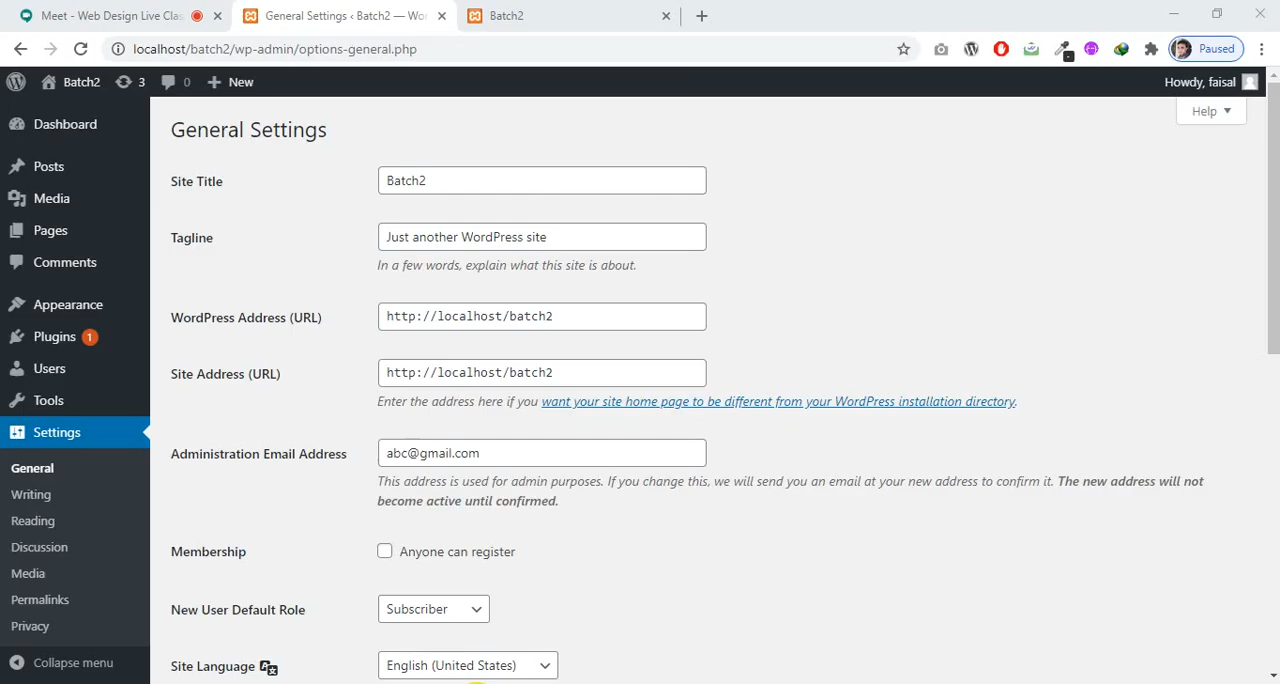 Meet - Web Design Live Clas
General Settings ‹ Batch2 — Wor
Batch2
localhost/batch2/wp-admin/options-general.php
Paused
Batch2
3
0
New
Howdy, faisal
Help
Dashboard
Posts
Media
Pages
Comments
Appearance
Plugins 1
Users
Tools
Settings
General
Writing
Reading
Discussion
Media
Permalinks
Privacy
Collapse menu
General Settings
Site Title
Batch2
Tagline
Just another WordPress site
In a few words, explain what this site is about.
WordPress Address (URL)
http://localhost/batch2
Site Address (URL)
http://localhost/batch2
Enter the address here if you want your site home page to be different from your WordPress installation directory.
Administration Email Address
abc@gmail.com
This address is used for admin purposes. If you change this, we will send you an email at your new address to confirm it. The new address will not
become active until confirmed.
Membership
Anyone can register
New User Default Role
Subscriber
Site Language
English (United States)